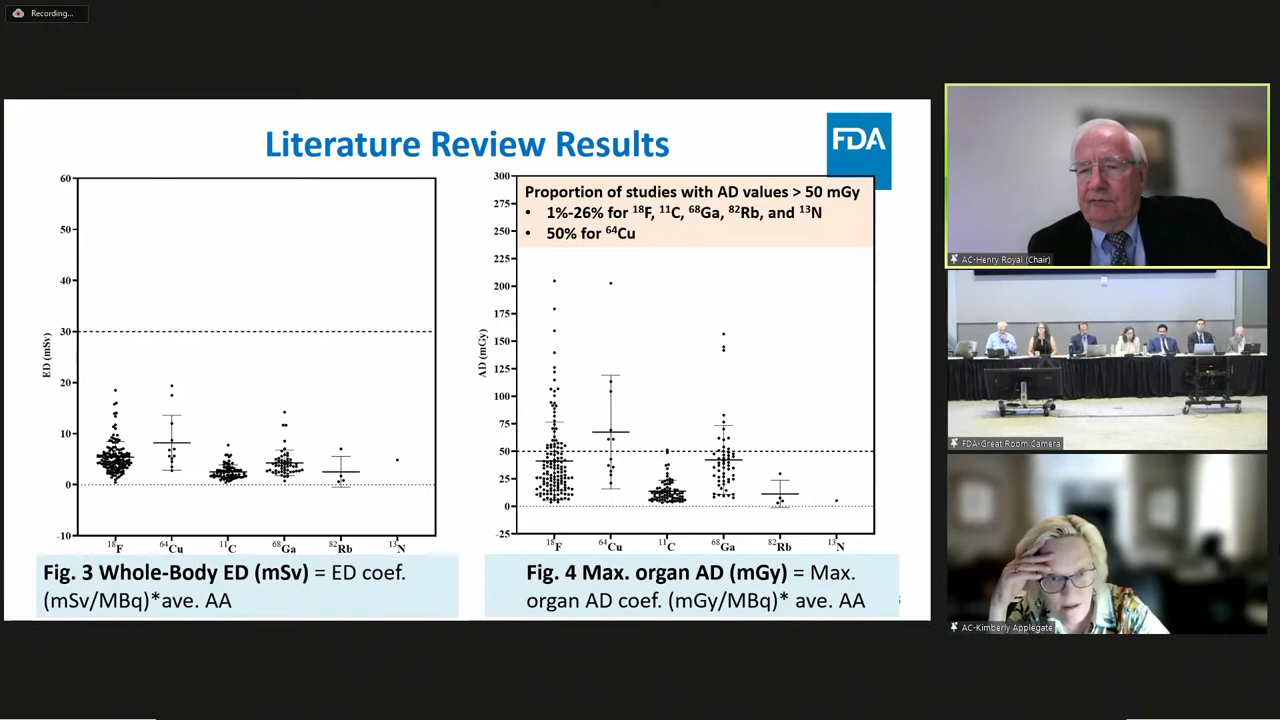 Recording...
Literature Review Results
FDA
60
50
40
30
20
10
0
-10
ED (mSv)
¹⁸F
⁶⁴Cu
¹¹C
⁶⁸Ga
⁸²Rb
¹³N
Fig. 3 Whole-Body ED (mSv) = ED coef.
(mSv/MBq)*ave. AA
300
275
250
225
200
175
150
125
100
75
50
25
0
-25
AD (mGy)
Proportion of studies with AD values > 50 mGy
• 1%-26% for ¹⁸F, ¹¹C, ⁶⁸Ga, ⁸²Rb, and ¹³N
• 50% for ⁶⁴Cu
¹⁸F
⁶⁴Cu
¹¹C
⁶⁸Ga
⁸²Rb
¹³N
Fig. 4 Max. organ AD (mGy) = Max.
organ AD coef. (mGy/MBq)* ave. AA
AC-Henry Royal (Chair)
FDA-Great Room Camera
AC-Kimberly Applegate